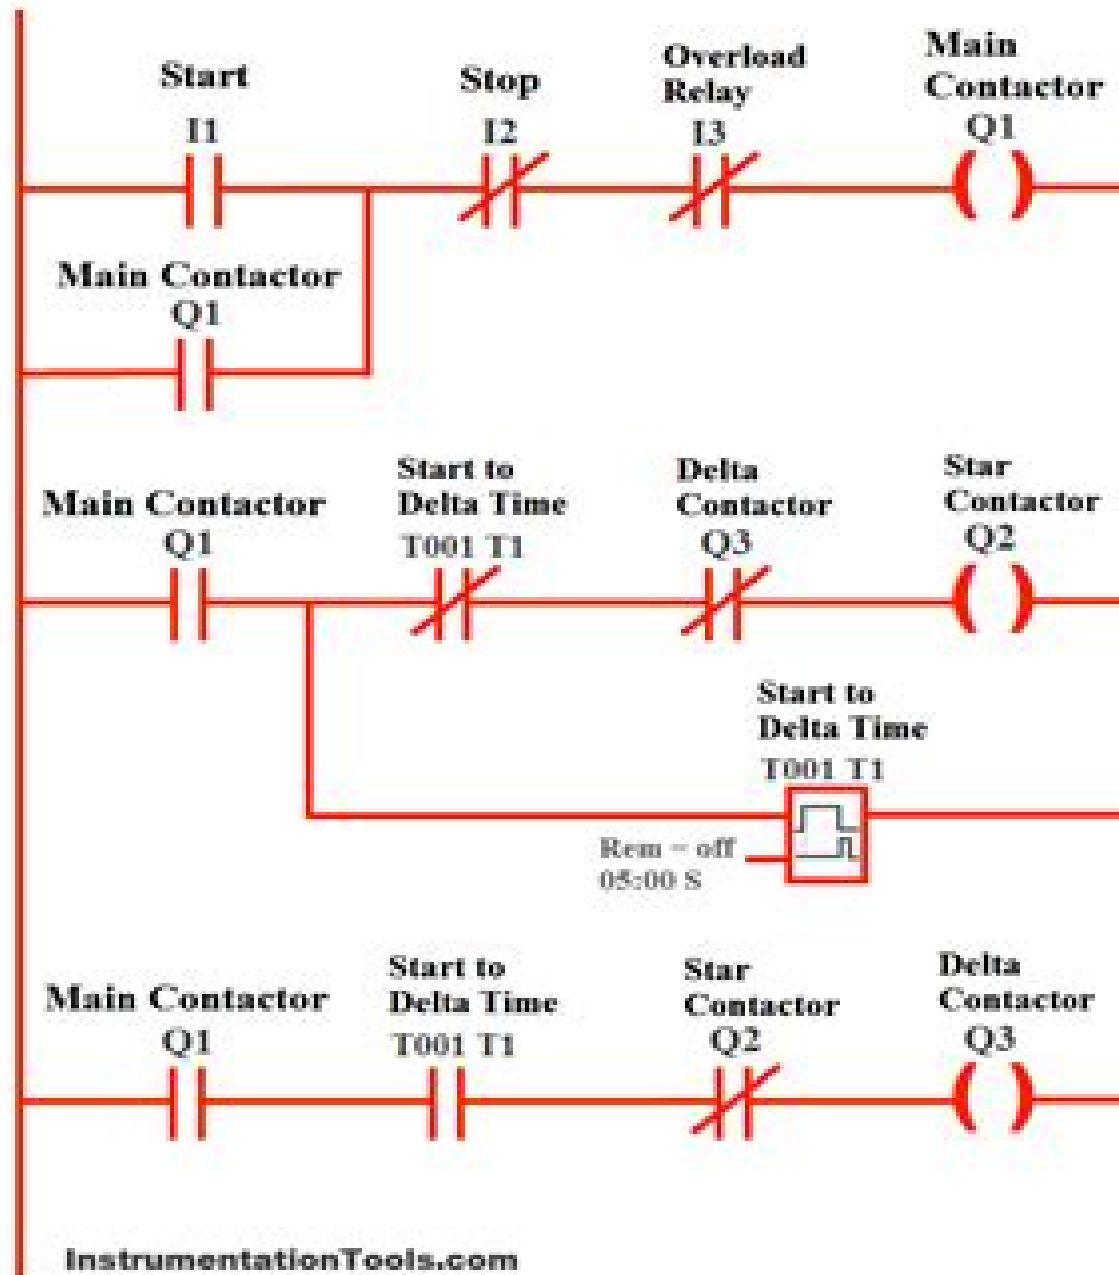 Start
I1
Stop
I2
Overload
Relay
I3
Main
Contactor
Q1
Main Contactor
Q1
Main Contactor
Q1
Start to
Delta Time
T001 T1
Delta
Contactor
Q3
Star
Contactor
Q2
Start to
Delta Time
T001 T1
Rem = off
05:00 S
Main Contactor
Q1
Start to
Delta Time
T001 T1
Star
Contactor
Q2
Delta
Contactor
Q3
InstrumentationTools.com